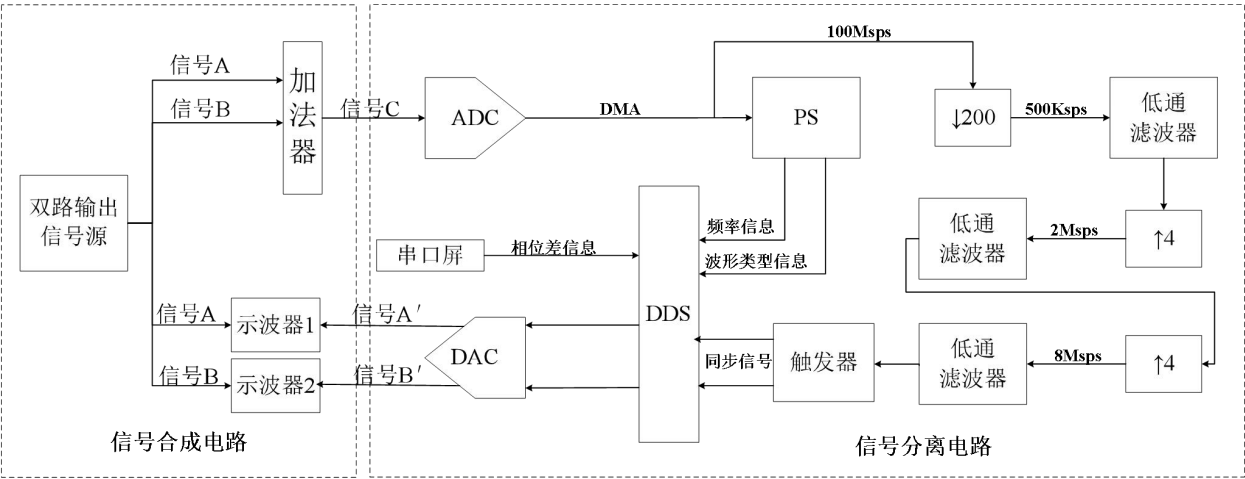 100Msps
信号A
信号B
加
法
器
信号C
ADC
DMA
PS
↓200
500Ksps
低通
滤波器
双路输出
信号源
频率信息
波形类型信息
串口屏
相位差信息
DDS
低通
滤波器
2Msps
↑4
信号A
示波器1
信号A′
DAC
信号B
示波器2
信号B′
同步信号
触发器
低通
滤波器
8Msps
↑4
信号合成电路
信号分离电路